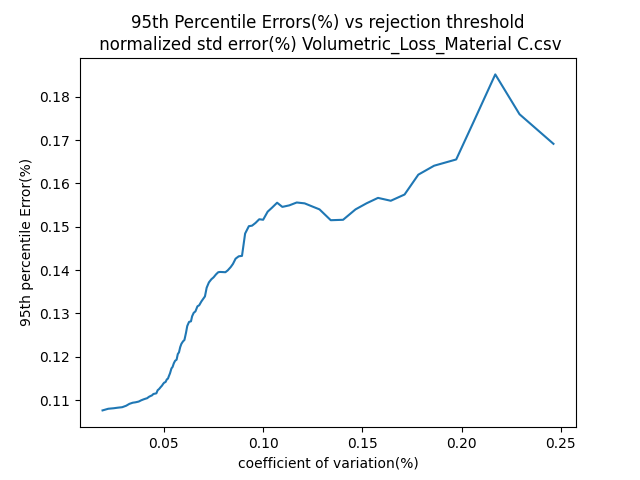 95th Percentile Errors(%) vs rejection threshold
normalized std error(%) Volumetric_Loss_Material C.csv
0.18
0.17
0.16
0.15
0.14
0.13
0.12
0.11
95th percentile Error(%)
0.05 0.10 0.15 0.20 0.25
coefficient of variation(%)